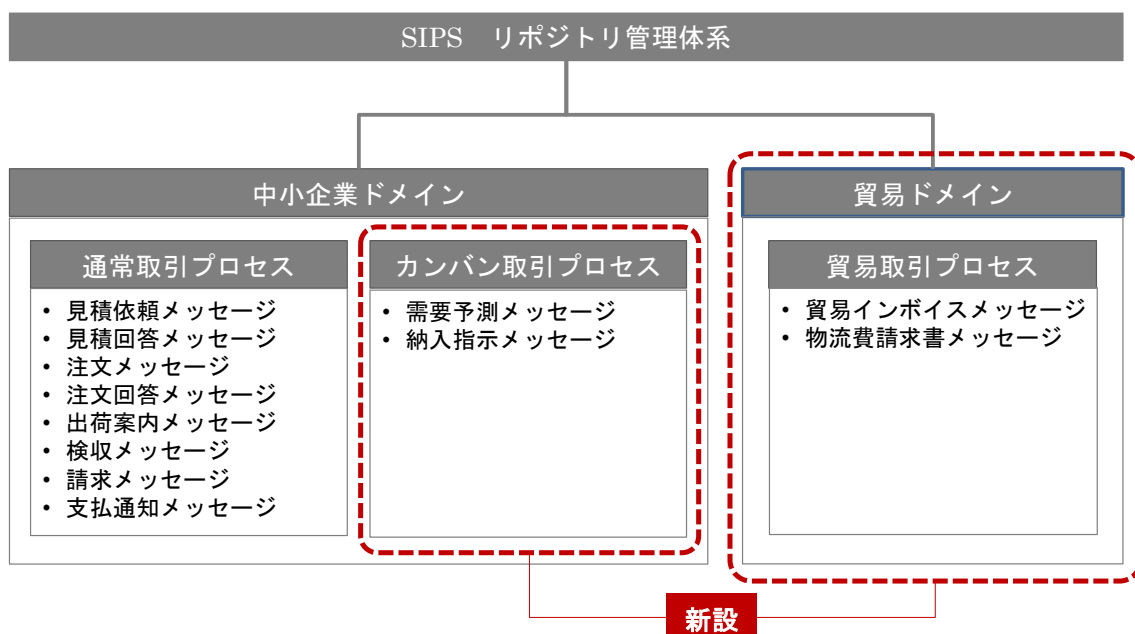 SIPS　リポジトリ管理体系
中小企業ドメイン
通常取引プロセス
• 見積依頼メッセージ
• 見積回答メッセージ
• 注文メッセージ
• 注文回答メッセージ
• 出荷案内メッセージ
• 検収メッセージ
• 請求メッセージ
• 支払通知メッセージ
カンバン取引プロセス
• 需要予測メッセージ
• 納入指示メッセージ
貿易ドメイン
貿易取引プロセス
• 貿易インボイスメッセージ
• 物流費請求書メッセージ
新設